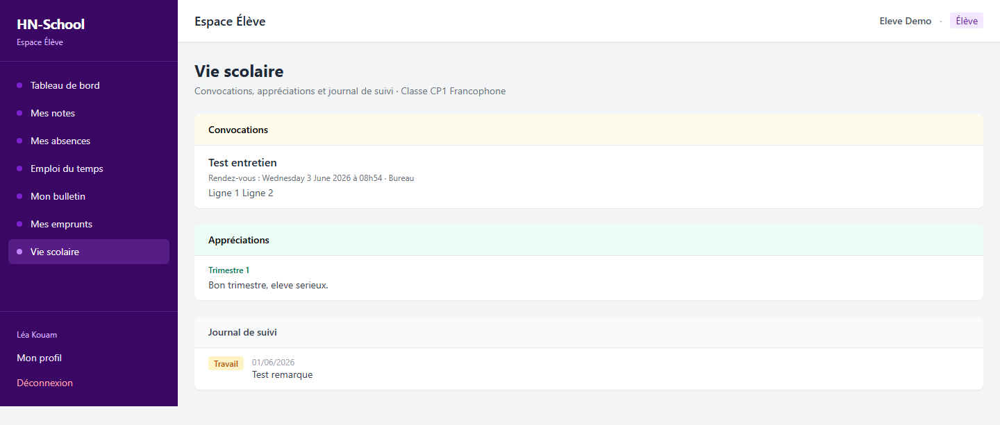 HN-School
Espace Élève
Tableau de bord
Mes notes
Mes absences
Emploi du temps
Mon bulletin
Mes emprunts
Vie scolaire
Léa Kouam
Mon profil
Déconnexion
Espace Élève
Eleve Demo · Élève
Vie scolaire
Convocations, appréciations et journal de suivi · Classe CP1 Francophone
Convocations
Test entretien
Rendez-vous : Wednesday 3 June 2026 à 08h54 · Bureau
Ligne 1 Ligne 2
Appréciations
Trimestre 1
Bon trimestre, eleve serieux.
Journal de suivi
Travail 01/06/2026
Test remarque